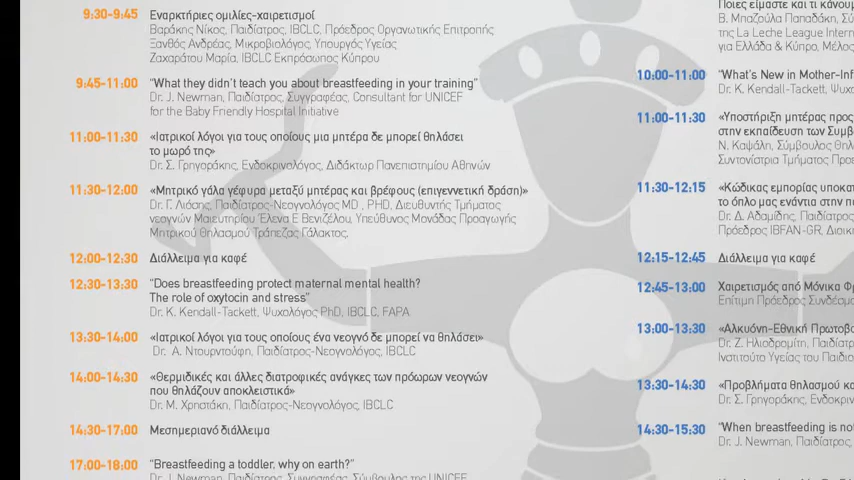 9:30-9:45 Εναρκτήριες ομιλίες-χαιρετισμοί
Βαράκης Νίκος, Παιδίατρος, IBCLC, Πρόεδρος Οργανωτικής Επιτροπής
Ξανθός Ανδρέας, Μικροβιολόγος, Υπουργός Υγείας
Ζαχαράτου Μαρία, IBCLC Εκπρόσωπος Κύπρου
9:45-11:00 "What they didn't teach you about breastfeeding in your training"
Dr. J. Newman, Παιδίατρος, Συγγραφέας, Consultant for UNICEF
for the Baby Friendly Hospital Initiative
11:00-11:30 «Ιατρικοί λόγοι για τους οποίους μια μητέρα δε μπορεί θηλάσει
το μωρό της»
Dr. Σ. Γρηγοράκης, Ενδοκρινολόγος, Διδάκτωρ Πανεπιστημίου Αθηνών
11:30-12:00 «Μητρικό γάλα γέφυρα μεταξύ μητέρας και βρέφους (επιγεννετική δράση)»
Dr. Γ. Λιόσης, Παιδίατρος-Νεογνολόγος MD , PHD, Διευθυντής Τμήματος
νεογνών Μαιευτηρίου Έλενα Ε Βενιζέλου, Υπεύθυνος Μονάδας Προαγωγής
Μητρικού Θηλασμού Τράπεζας Γάλακτος.
12:00-12:30 Διάλλειμα για καφέ
12:30-13:30 "Does breastfeeding protect maternal mental health?
The role of oxytocin and stress"
Dr. K. Kendall-Tackett, Ψυχολόγος PhD, IBCLC, FAPA
13:30-14:00 «Ιατρικοί λόγοι για τους οποίους ένα νεογνό δε μπορεί να θηλάσει»
Dr. Α. Ντουρντούφη, Παιδίατρος-Νεογνολόγος, IBCLC
14:00-14:30 «Θερμιδικές και άλλες διατροφικές ανάγκες των πρόωρων νεογνών
που θηλάζουν αποκλειστικά»
Dr. Μ. Χρηστάκη, Παιδίατρος-Νεογνολόγος, IBCLC
14:30-17:00 Μεσημεριανό διάλλειμα
17:00-18:00 "Breastfeeding a toddler, why on earth?"
Dr. J. Newman, Παιδίατρος, Συγγραφέας, Σύμβουλος της UNICEF
Ποιες είμαστε και τι κάνουμ
Β. Μπαζούλα Παπαδάκη, Σύ
της La Leche League Intern
για Ελλάδα & Κύπρο, Μέλος
10:00-11:00 "What's New in Mother-Inf
Dr. K. Kendall-Tackett, Ψυχο
11:00-11:30 «Υποστήριξη μητέρας προς
στην εκπαίδευση των Συμβ
Ν. Καψάλη, Σύμβουλος Θηλ
Συντονίστρια Τμήματος Προε
11:30-12:15 «Κώδικας εμπορίας υποκατ
το όπλο μας ενάντια στην π
Dr. Δ. Αδαμίδης, Παιδίατρος
Πρόεδρος IBFAN-GR, Διοικ
12:15-12:45 Διάλλειμα για καφέ
12:45-13:00 Χαιρετισμός από Μόνικα Φρ
Επίτιμη Πρόεδρος Συνδέσμο
13:00-13:30 «Αλκυόνη-Εθνική Πρωτοβο
Dr. Ζ. Ηλιοδρομίτη, Παιδίατρ
Ινστιτούτο Υγείας του Παιδιο
13:30-14:30 «Προβλήματα θηλασμού κα
Dr. Σ. Γρηγοράκης, Ενδοκριν
14:30-15:30 "When breastfeeding is no
Dr. J. Newman, Παιδίατρος,